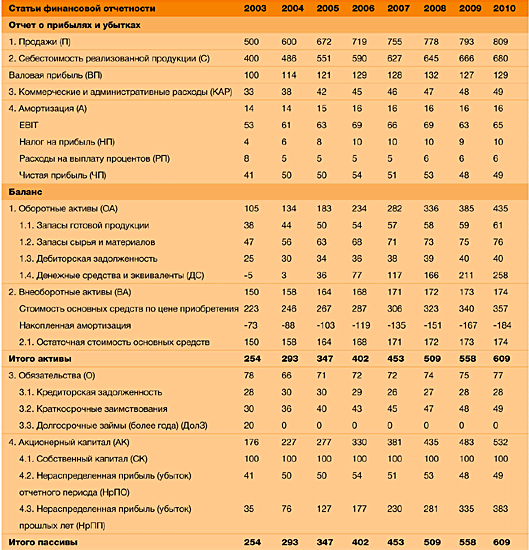 Статьи финансовой отчетности 2003 2004 2005 2006 2007 2008 2009 2010
Отчет о прибылях и убытках
1. Продажи (П) 500 600 672 719 755 778 793 809
2. Себестоимость реализованной продукции (С) 400 486 551 590 627 645 666 680
Валовая прибыль (ВП) 100 114 121 129 128 132 127 129
3. Коммерческие и административные расходы (КАР) 33 38 42 45 46 47 48 49
4. Амортизация (А) 14 14 15 16 16 16 16 16
EBIT 53 61 63 69 66 69 63 65
Налог на прибыль (НП) 4 6 8 10 10 10 9 10
Расходы на выплату процентов (РП) 8 5 5 5 5 6 6 6
Чистая прибыль (ЧП) 41 50 50 54 51 53 48 49
Баланс
1. Оборотные активы (ОА) 105 134 183 234 282 336 385 435
1.1. Запасы готовой продукции 38 44 50 54 57 58 59 61
1.2. Запасы сырья и материалов 47 56 63 68 71 73 75 76
1.3. Дебиторская задолженность 25 30 34 36 38 39 40 40
1.4. Денежные средства и эквиваленты (ДС) -5 3 36 77 117 166 211 258
2. Внеоборотные активы (ВА) 150 158 164 168 171 172 173 174
Стоимость основных средств по цене приобретения 223 246 267 287 306 323 340 357
Накопленная амортизация -73 -88 -103 -119 -135 -151 -167 -184
2.1. Остаточная стоимость основных средств 150 158 164 168 171 172 173 174
Итого активы 254 293 347 402 453 509 558 609
3. Обязательства (О) 78 66 71 72 72 74 75 77
3.1. Кредиторская задолженность 28 30 30 29 26 27 28 28
3.2. Краткосрочные заимствования 30 36 40 43 45 47 48 49
3.3. Долгосрочные займы (более года) (ДолЗ) 20 0 0 0 0 0 0 0
4. Акционерный капитал (АК) 176 227 277 330 381 435 483 532
4.1. Собственный капитал (СК) 100 100 100 100 100 100 100 100
4.2. Нераспределенная прибыль (убыток) 41 50 50 54 51 53 48 49
отчетного периода (НрПО)
4.3. Нераспределенная прибыль (убыток) 35 76 127 177 230 281 335 383
прошлых лет (НрПП)
Итого пассивы 254 293 347 402 453 509 558 609